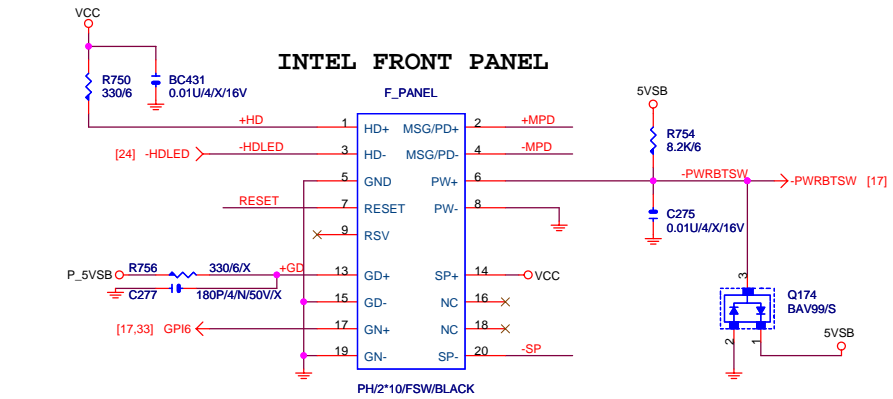 VCC
INTEL FRONT PANEL
R750
330/6
BC431
0.01U/4/X/16V
F_PANEL
5VSB
R754
8.2K/6
+HD 1 HD+ MSG/PD+ 2 +MPD
[24] -HDLED -HDLED 3 HD- MSG/PD- 4 -MPD
5 GND PW+ 6 -PWRBTSW -PWRBTSW [17]
RESET 7 RESET PW- 8
C275
0.01U/4/X/16V
9 RSV
P_5VSB R756 330/6/X +GD 13 GD+ SP+ 14 VCC
C277 180P/4/N/50V/X
15 GD- NC 16
3
Q174
BAV99/S
[17,33] GPI6 17 GN+ NC 18
2 1
5VSB
19 GN- SP- 20 -SP
PH/2*10/FSW/BLACK